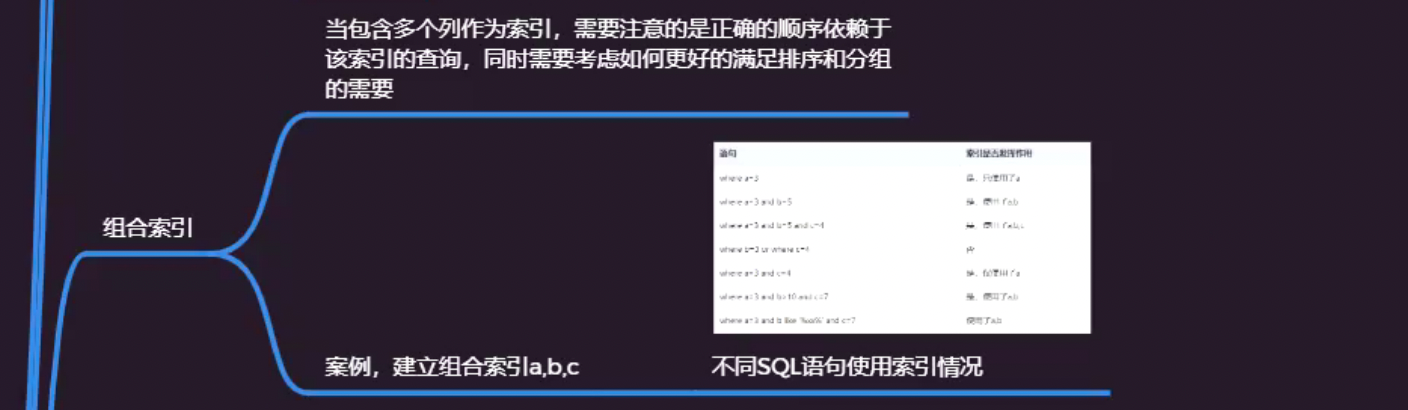 当包含多个列作为索引，需要注意的是正确的顺序依赖于
该索引的查询，同时需要考虑如何更好的满足排序和分组
的需要
组合索引
语句 索引是否发挥作用
where a=3 是，只使用了a
where a=3 and b=5 是，使用了a,b
where a=3 and b=5 and c=4 是，使用了a,b,c
where b=3 or where c=4 否
where a=3 and c=4 是，仅使用了a
where a=3 and b>10 and c=7 是，使用了a,b
where a=3 and b like '%xx%' and c=7 使用了a,b
案例，建立组合索引a,b,c
不同SQL语句使用索引情况